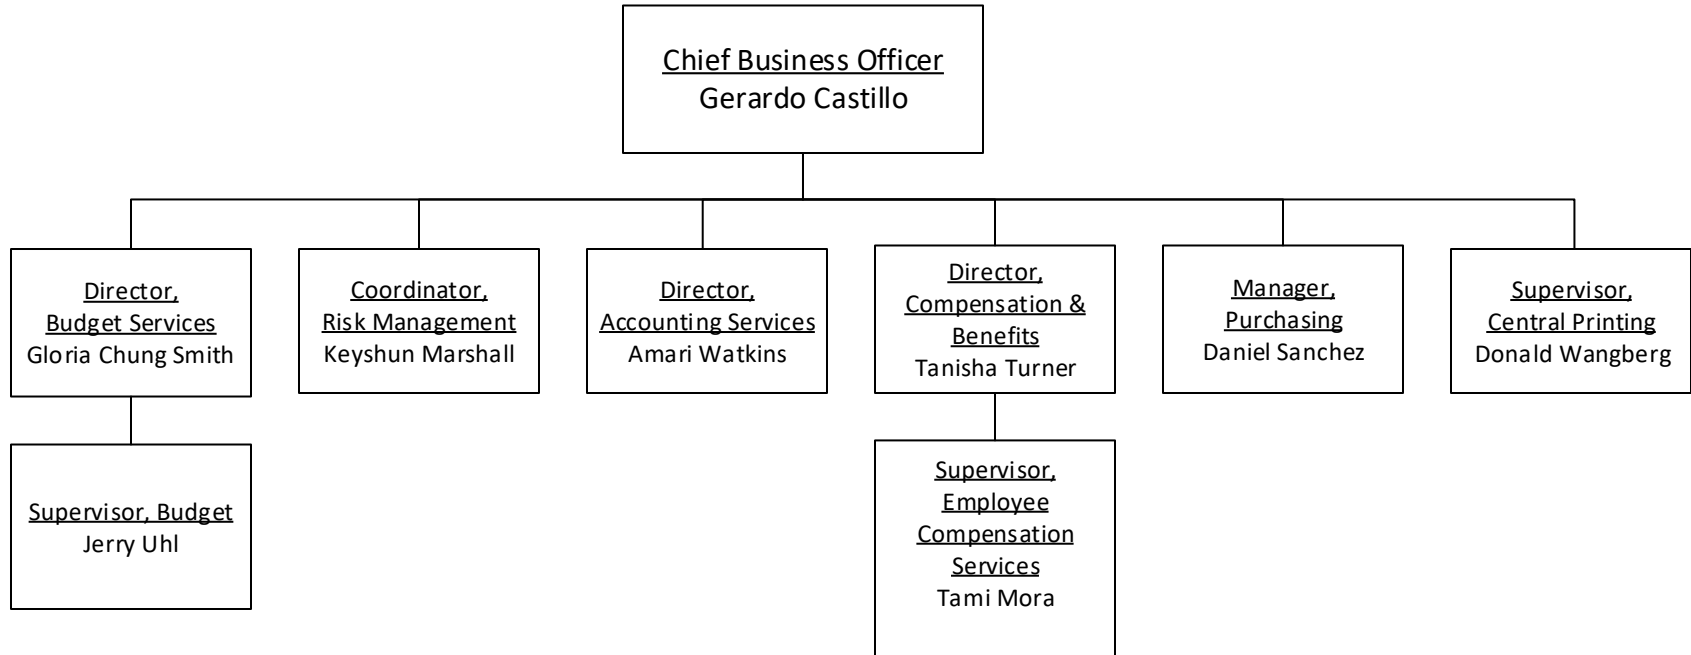 Chief Business Officer
Gerardo Castillo
Director,
Budget Services
Gloria Chung Smith
Coordinator,
Risk Management
Keyshun Marshall
Director,
Accounting Services
Amari Watkins
Director,
Compensation &
Benefits
Tanisha Turner
Manager,
Purchasing
Daniel Sanchez
Supervisor,
Central Printing
Donald Wangberg
Supervisor, Budget
Jerry Uhl
Supervisor,
Employee
Compensation
Services
Tami Mora